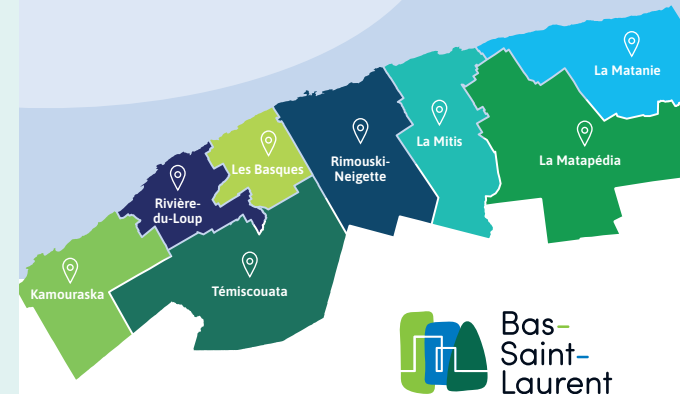 La Matanie
La Mitis
La Matapédia
Rimouski-
Neigette
Les Basques
Rivière-
du-Loup
Témiscouata
Kamouraska
Bas-
Saint-
Laurent